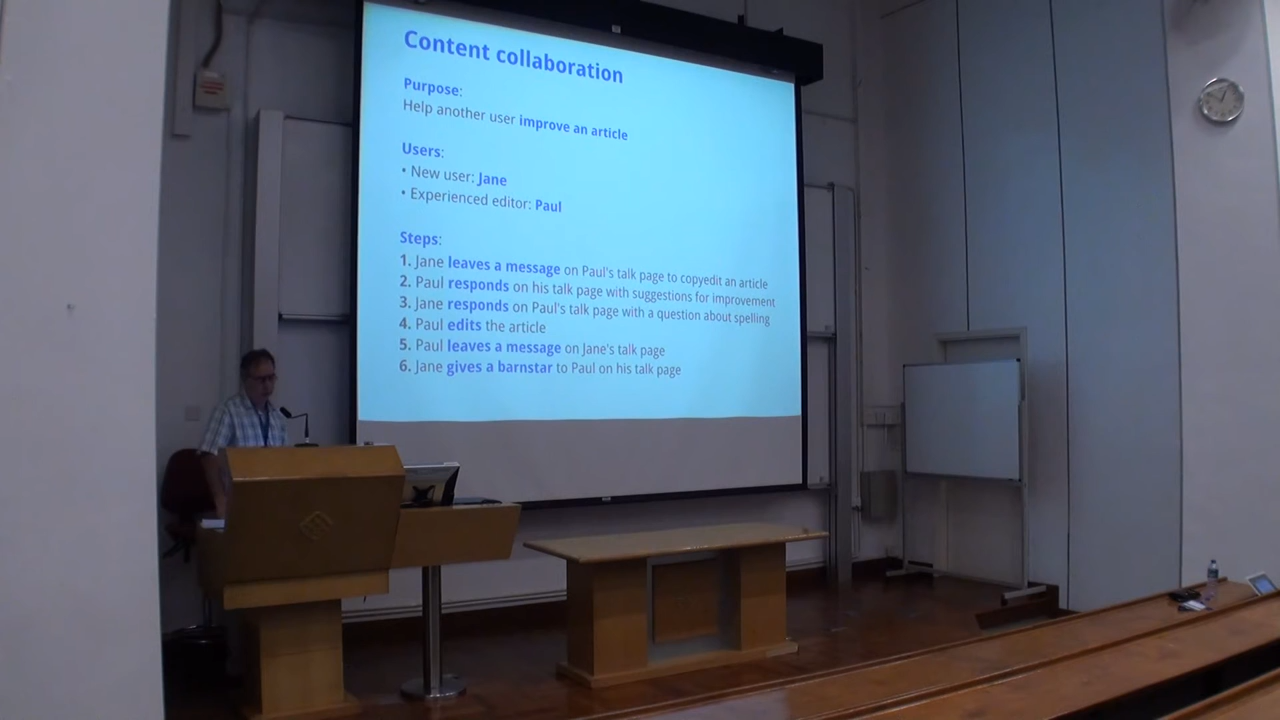 Content collaboration
Purpose:
Help another user improve an article
Users:
• New user: Jane
• Experienced editor: Paul
Steps:
1. Jane leaves a message on Paul's talk page to copyedit an article
2. Paul responds on his talk page with suggestions for improvement
3. Jane responds on Paul's talk page with a question about spelling
4. Paul edits the article
5. Paul leaves a message on Jane's talk page
6. Jane gives a barnstar to Paul on his talk page